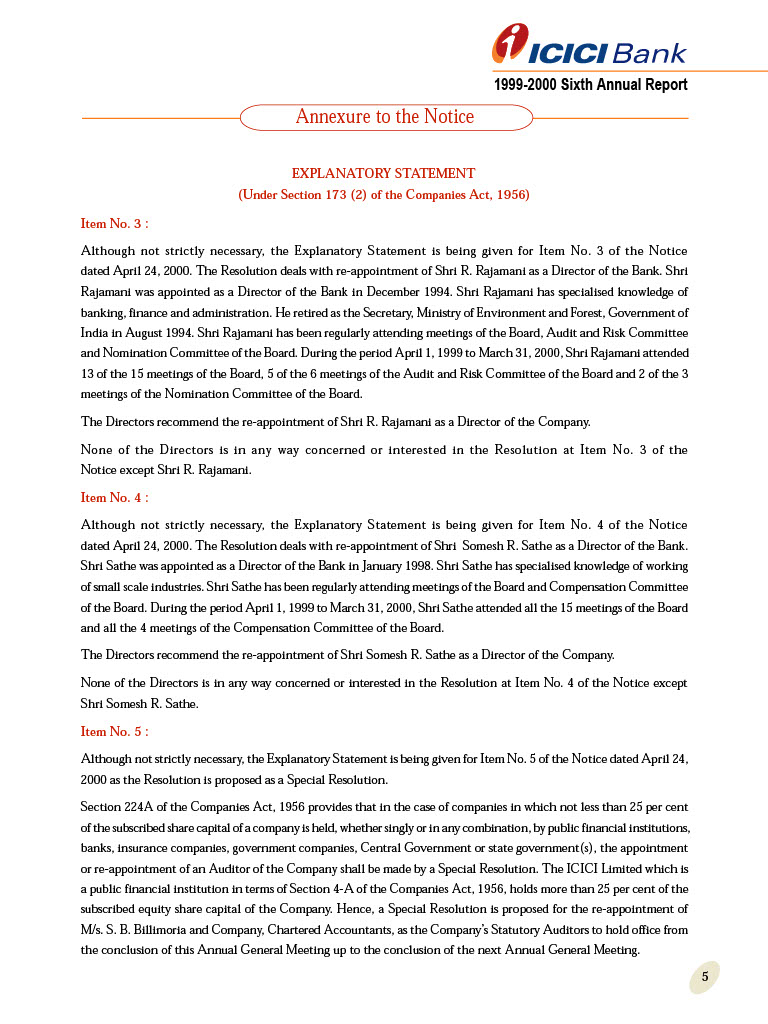 ICICI Bank
1999-2000 Sixth Annual Report
Annexure to the Notice
EXPLANATORY STATEMENT
(Under Section 173 (2) of the Companies Act, 1956)
Item No. 3 :
Although not strictly necessary, the Explanatory Statement is being given for Item No. 3 of the Notice
dated April 24, 2000. The Resolution deals with re-appointment of Shri R. Rajamani as a Director of the Bank. Shri
Rajamani was appointed as a Director of the Bank in December 1994. Shri Rajamani has specialised knowledge of
banking, finance and administration. He retired as the Secretary, Ministry of Environment and Forest, Government of
India in August 1994. Shri Rajamani has been regularly attending meetings of the Board, Audit and Risk Committee
and Nomination Committee of the Board. During the period April 1, 1999 to March 31, 2000, Shri Rajamani attended
13 of the 15 meetings of the Board, 5 of the 6 meetings of the Audit and Risk Committee of the Board and 2 of the 3
meetings of the Nomination Committee of the Board.
The Directors recommend the re-appointment of Shri R. Rajamani as a Director of the Company.
None of the Directors is in any way concerned or interested in the Resolution at Item No. 3 of the
Notice except Shri R. Rajamani.
Item No. 4 :
Although not strictly necessary, the Explanatory Statement is being given for Item No. 4 of the Notice
dated April 24, 2000. The Resolution deals with re-appointment of Shri Somesh R. Sathe as a Director of the Bank.
Shri Sathe was appointed as a Director of the Bank in January 1998. Shri Sathe has specialised knowledge of working
of small scale industries. Shri Sathe has been regularly attending meetings of the Board and Compensation Committee
of the Board. During the period April 1, 1999 to March 31, 2000, Shri Sathe attended all the 15 meetings of the Board
and all the 4 meetings of the Compensation Committee of the Board.
The Directors recommend the re-appointment of Shri Somesh R. Sathe as a Director of the Company.
None of the Directors is in any way concerned or interested in the Resolution at Item No. 4 of the Notice except
Shri Somesh R. Sathe.
Item No. 5 :
Although not strictly necessary, the Explanatory Statement is being given for Item No. 5 of the Notice dated April 24,
2000 as the Resolution is proposed as a Special Resolution.
Section 224A of the Companies Act, 1956 provides that in the case of companies in which not less than 25 per cent
of the subscribed share capital of a company is held, whether singly or in any combination, by public financial institutions,
banks, insurance companies, government companies, Central Government or state government(s), the appointment
or re-appointment of an Auditor of the Company shall be made by a Special Resolution. The ICICI Limited which is
a public financial institution in terms of Section 4-A of the Companies Act, 1956, holds more than 25 per cent of the
subscribed equity share capital of the Company. Hence, a Special Resolution is proposed for the re-appointment of
M/s. S. B. Billimoria and Company, Chartered Accountants, as the Company's Statutory Auditors to hold office from
the conclusion of this Annual General Meeting up to the conclusion of the next Annual General Meeting.
5